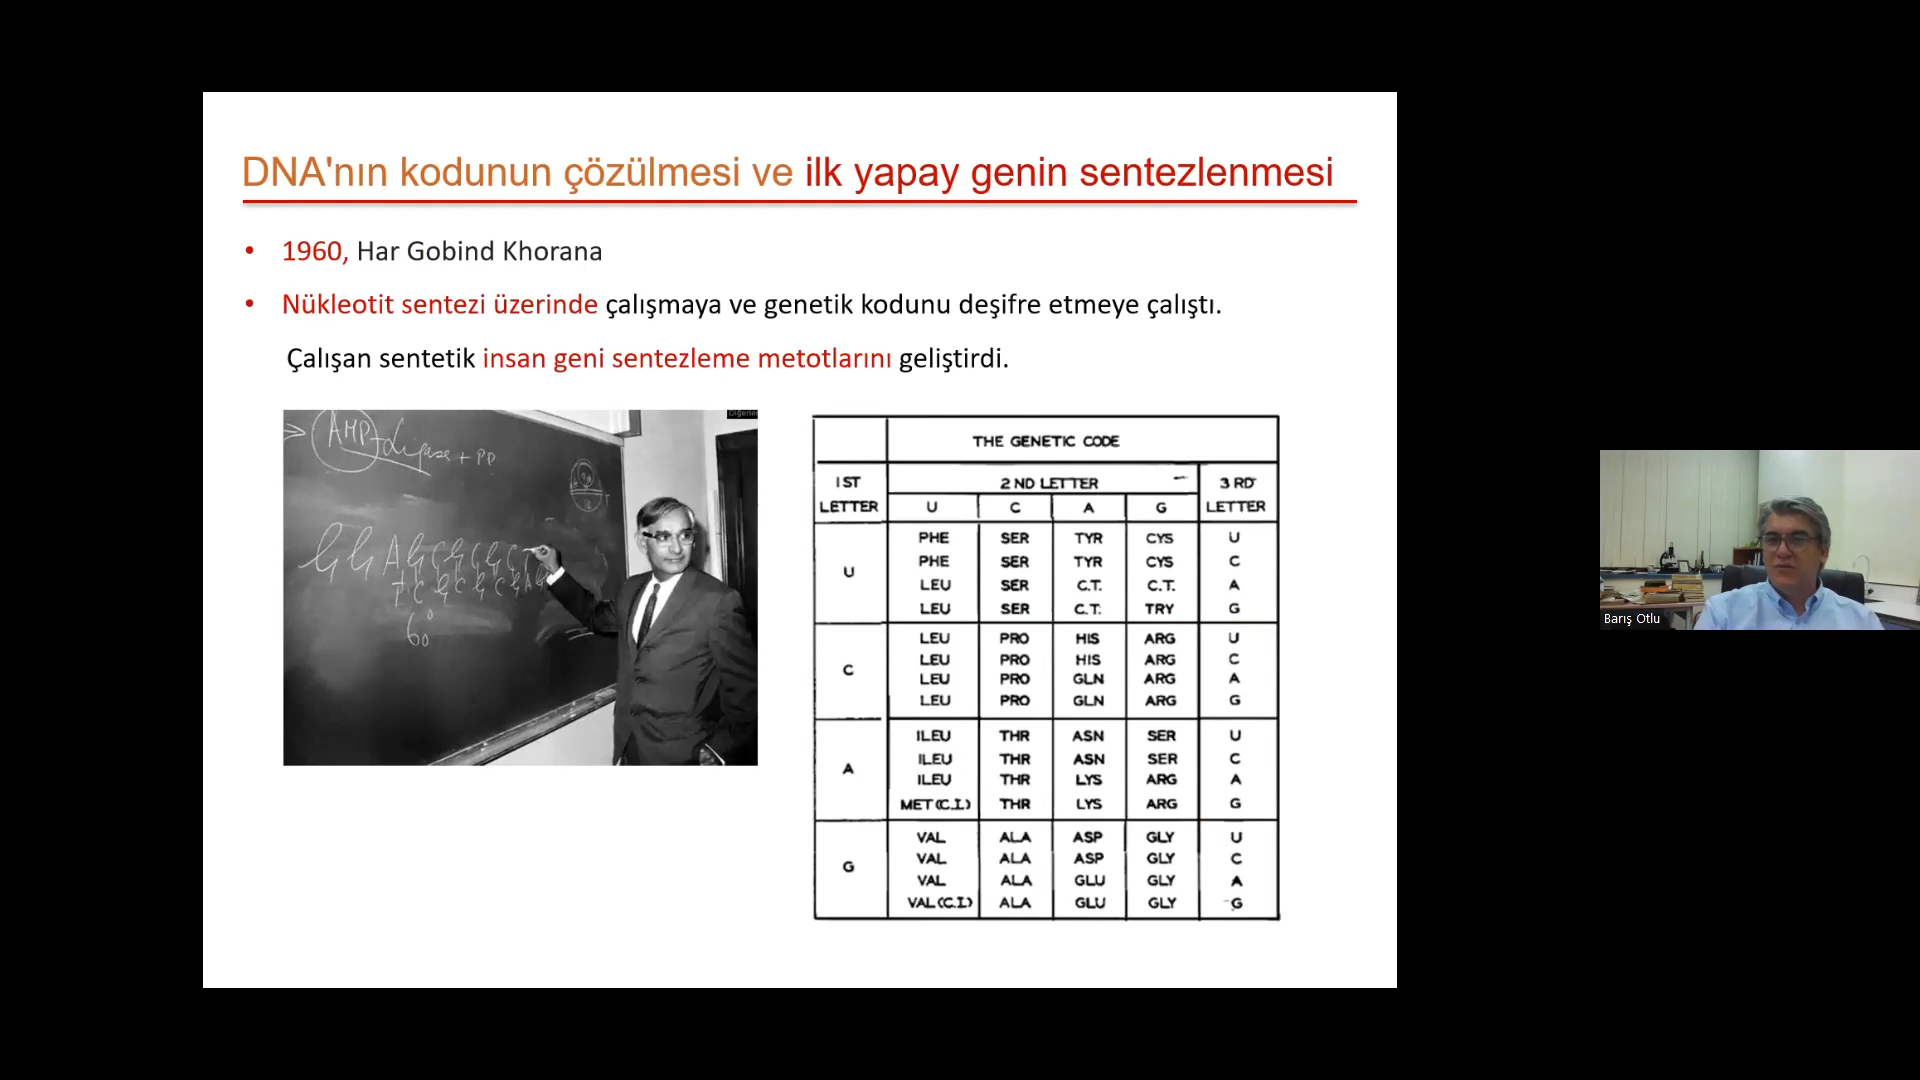 DNA'nın kodunun çözülmesi ve ilk yapay genin sentezlenmesi
• 1960, Har Gobind Khorana
• Nükleotit sentezi üzerinde çalışmaya ve genetik kodunu deşifre etmeye çalıştı.
Çalışan sentetik insan geni sentezleme metotlarını geliştirdi.
AMP
Ligase + PP
THE GENETIC CODE
1ST LETTER 2ND LETTER 3RD LETTER
U C A G
U PHE SER TYR CYS U
PHE SER TYR CYS C
LEU SER C.T. C.T. A
LEU SER C.T. TRY G
C LEU PRO HIS ARG U
LEU PRO HIS ARG C
LEU PRO GLN ARG A
LEU PRO GLN ARG G
A ILEU THR ASN SER U
ILEU THR ASN SER C
ILEU THR LYS ARG A
MET(C.I.) THR LYS ARG G
G VAL ALA ASP GLY U
VAL ALA ASP GLY C
VAL ALA GLU GLY A
VAL(C.I.) ALA GLU GLY G
Barış Otlu